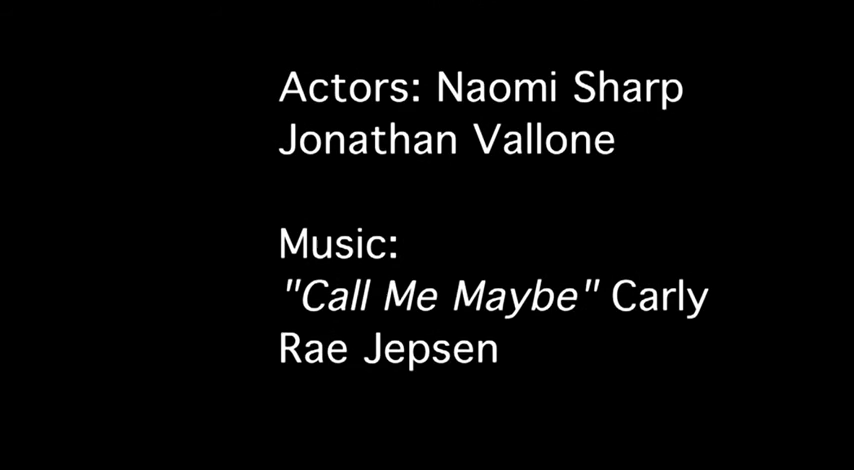 Actors: Naomi Sharp
Jonathan Vallone
Music:
"Call Me Maybe" Carly
Rae Jepsen